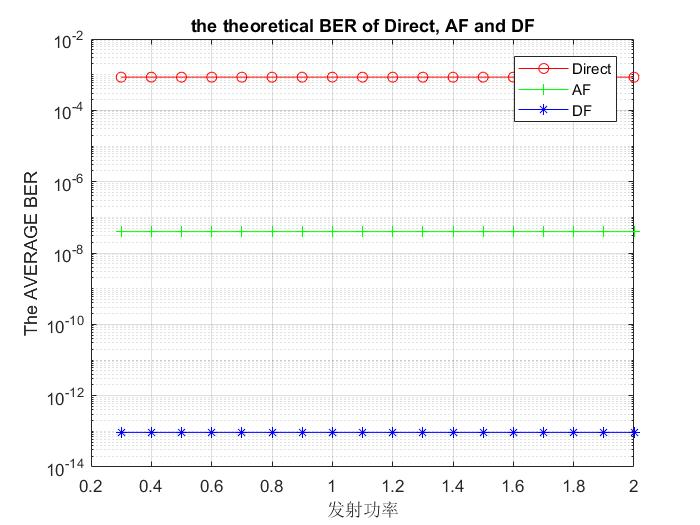 the theoretical BER of Direct, AF and DF
Direct
AF
DF
The AVERAGE BER
10^-2
10^-4
10^-6
10^-8
10^-10
10^-12
10^-14
0.2 0.4 0.6 0.8 1 1.2 1.4 1.6 1.8 2
发射功率